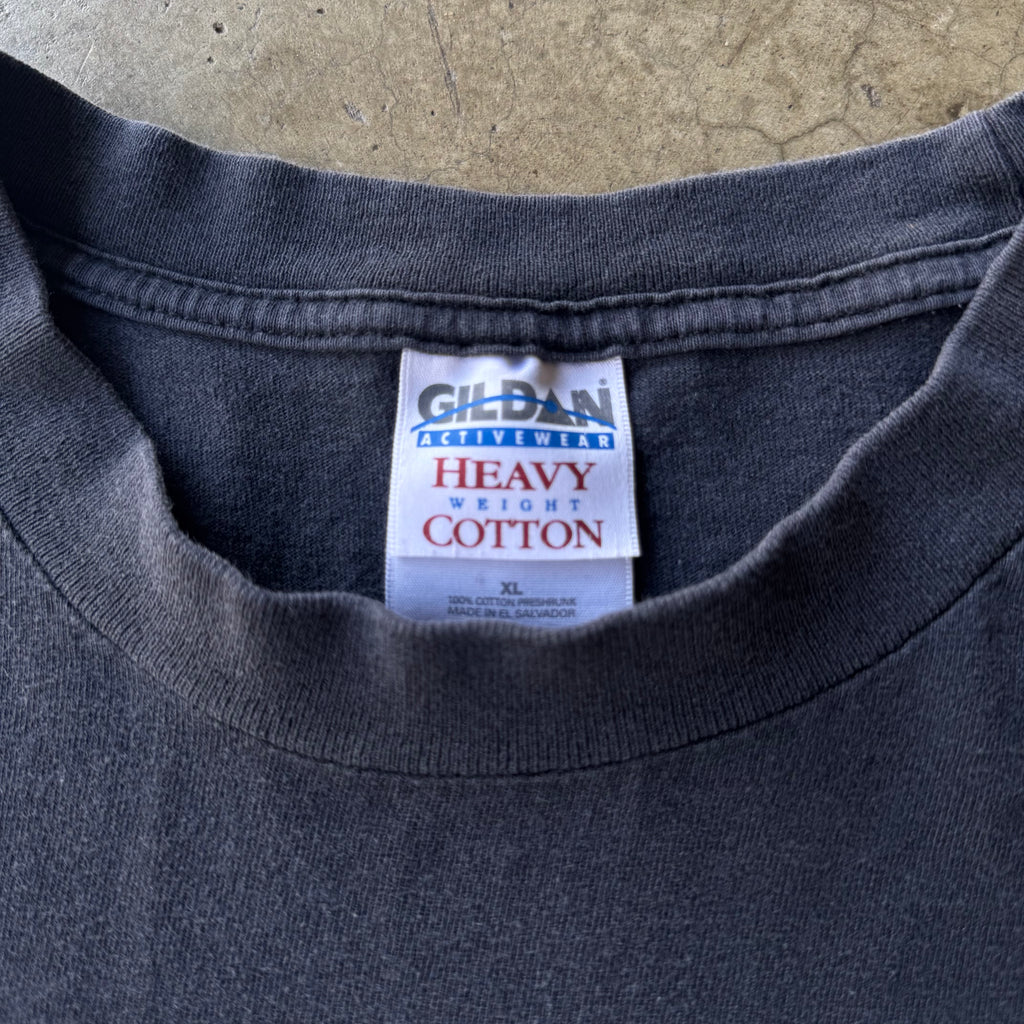 GILDAN®
ACTIVEWEAR
HEAVY
WEIGHT
COTTON
XL
100% COTTON PRESHRUNK
MADE IN EL SALVADOR